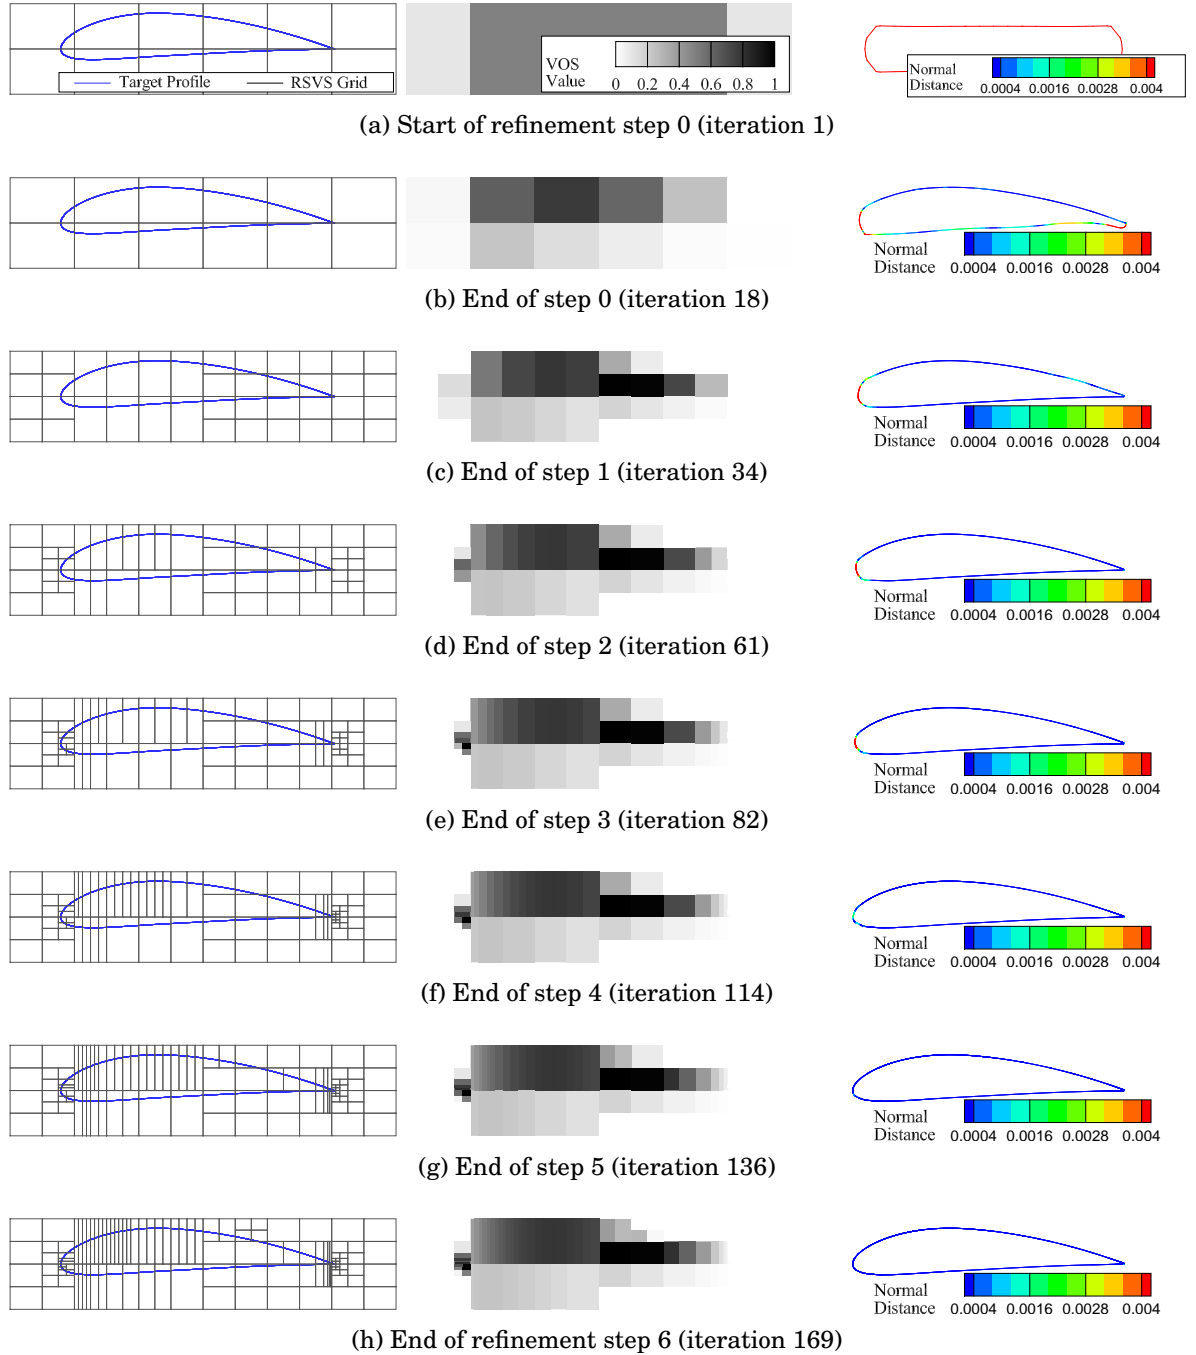 Target Profile RSVS Grid
VOS
Value
0 0.2 0.4 0.6 0.8 1
Normal
Distance
0.0004 0.0016 0.0028 0.004
(a) Start of refinement step 0 (iteration 1)
Normal
Distance
0.0004 0.0016 0.0028 0.004
(b) End of step 0 (iteration 18)
Normal
Distance
0.0004 0.0016 0.0028 0.004
(c) End of step 1 (iteration 34)
Normal
Distance
0.0004 0.0016 0.0028 0.004
(d) End of step 2 (iteration 61)
Normal
Distance
0.0004 0.0016 0.0028 0.004
(e) End of step 3 (iteration 82)
Normal
Distance
0.0004 0.0016 0.0028 0.004
(f) End of step 4 (iteration 114)
Normal
Distance
0.0004 0.0016 0.0028 0.004
(g) End of step 5 (iteration 136)
Normal
Distance
0.0004 0.0016 0.0028 0.004
(h) End of refinement step 6 (iteration 169)